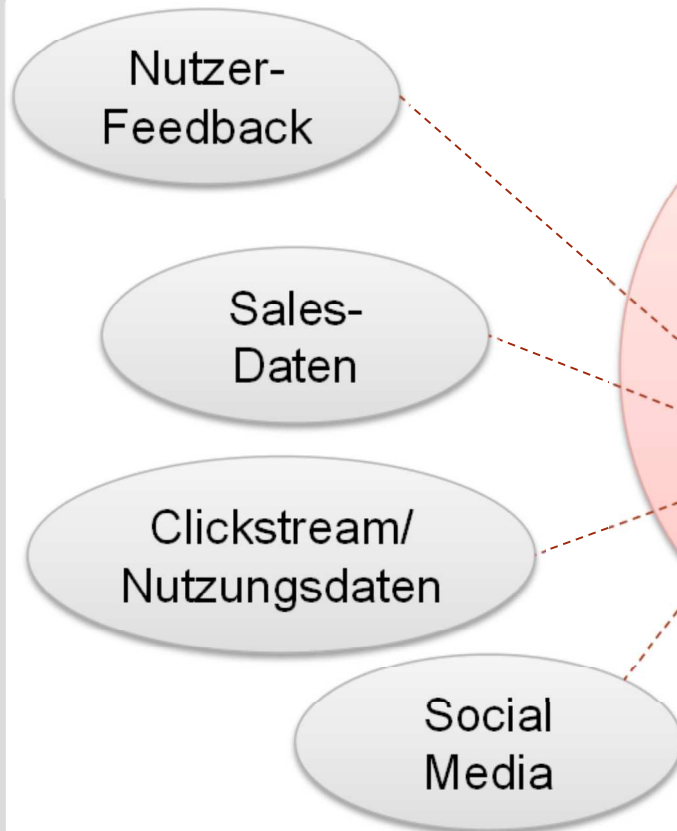 Nutzer-
Feedback
Sales-
Daten
Clickstream/
Nutzungsdaten
Social
Media